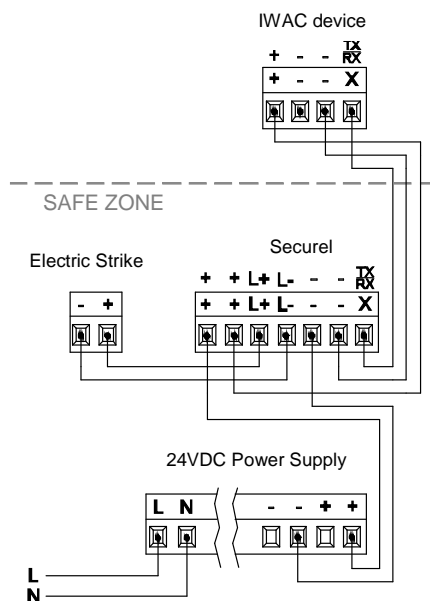 IWAC device
+ - - TX RX
+ - - X
SAFE ZONE
Electric Strike
Securel
+ + L+ L- - - TX RX
- +
+ + L+ L- - - X
24VDC Power Supply
L N - - + +
L
N